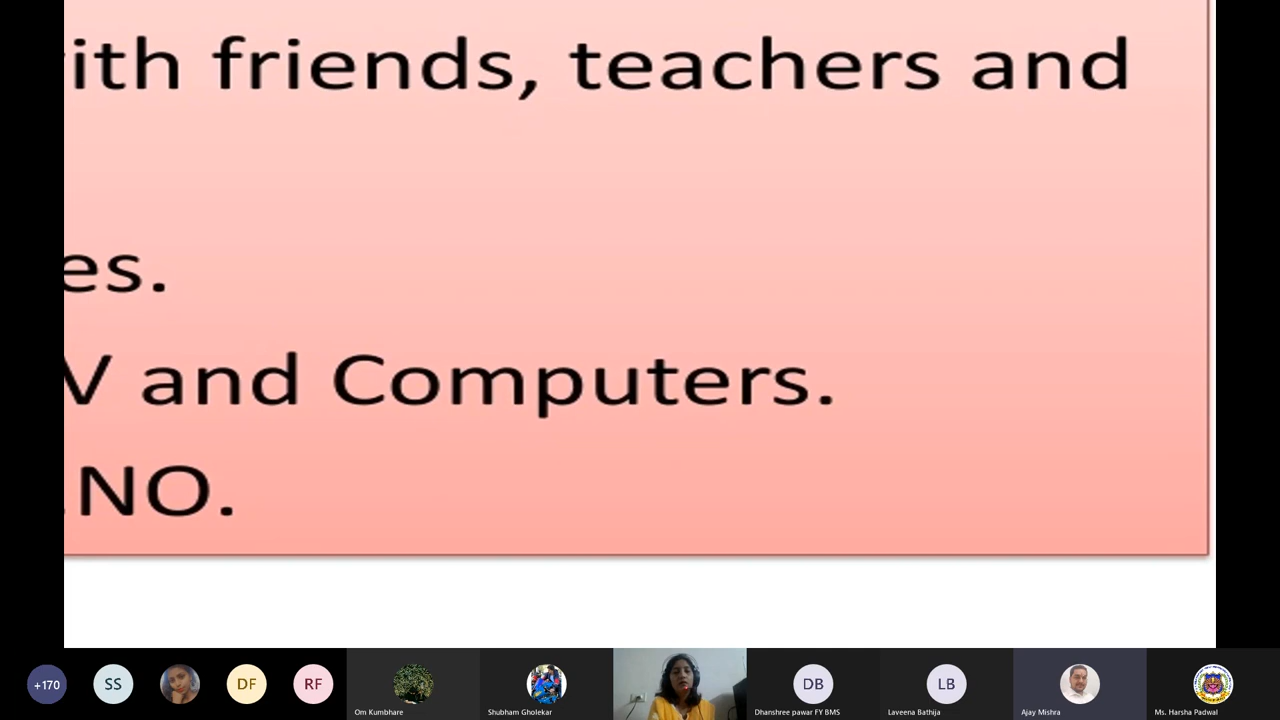 ith friends, teachers and
es.
V and Computers.
.NO.
+170
SS
DF
RF
DB
LB
Om Kumbhare
Shubham Gholekar
Dhanshree pawar FY BMS
Laveena Bathija
Ajay Mishra
Ms. Harsha Padwal